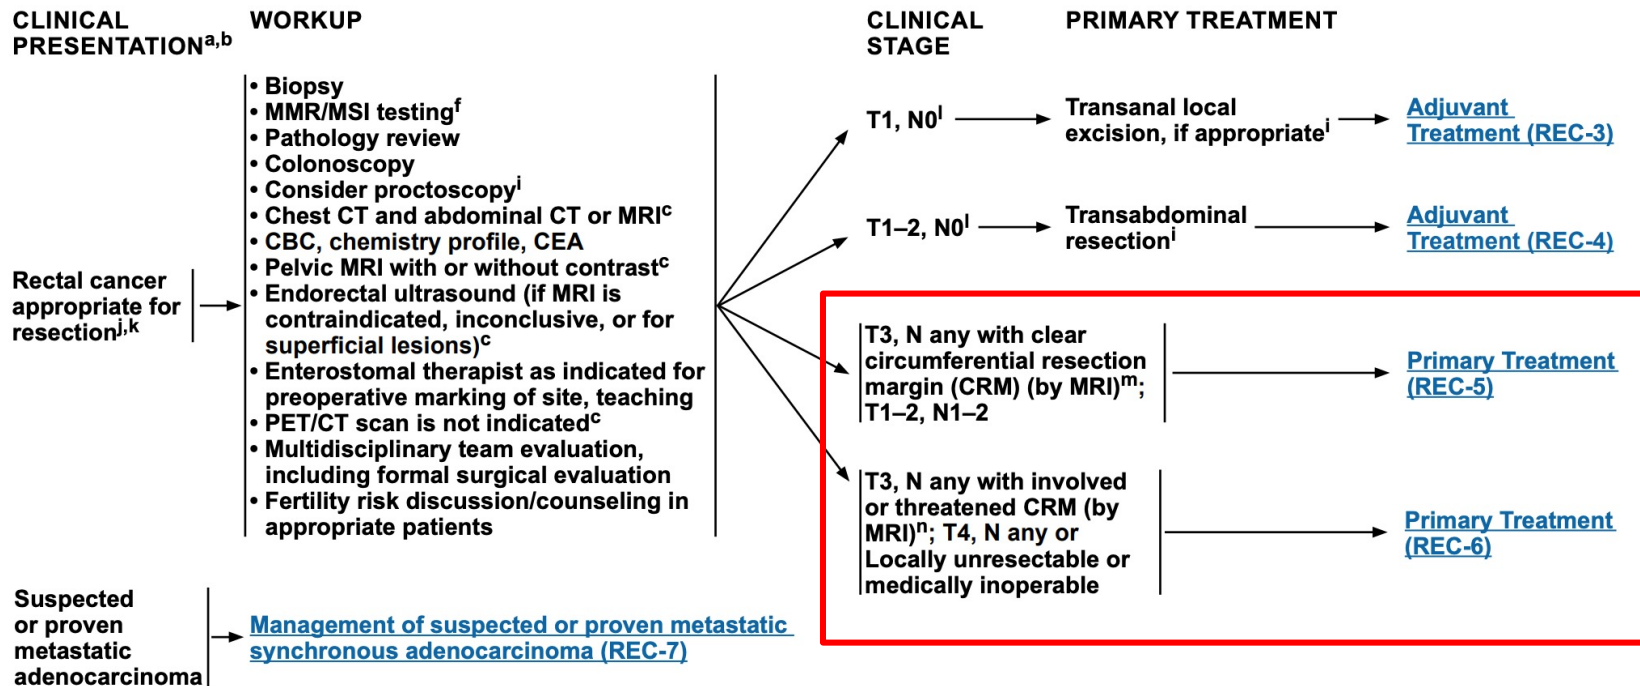 CLINICAL
PRESENTATIONa,b
WORKUP
CLINICAL
STAGE
PRIMARY TREATMENT
Rectal cancer
appropriate for
resectionj,k
• Biopsy
• MMR/MSI testingf
• Pathology review
• Colonoscopy
• Consider proctoscopyi
• Chest CT and abdominal CT or MRIc
• CBC, chemistry profile, CEA
• Pelvic MRI with or without contrastc
• Endorectal ultrasound (if MRI is
contraindicated, inconclusive, or for
superficial lesions)c
• Enterostomal therapist as indicated for
preoperative marking of site, teaching
• PET/CT scan is not indicatedc
• Multidisciplinary team evaluation,
including formal surgical evaluation
• Fertility risk discussion/counseling in
appropriate patients
T1, N0l
Transanal local
excision, if appropriatei
Adjuvant
Treatment (REC-3)
T1–2, N0l
Transabdominal
resectioni
Adjuvant
Treatment (REC-4)
T3, N any with clear
circumferential resection
margin (CRM) (by MRI)m;
T1–2, N1–2
Primary Treatment
(REC-5)
T3, N any with involved
or threatened CRM (by
MRI)n; T4, N any or
Locally unresectable or
medically inoperable
Primary Treatment
(REC-6)
Suspected
or proven
metastatic
adenocarcinoma
Management of suspected or proven metastatic
synchronous adenocarcinoma (REC-7)